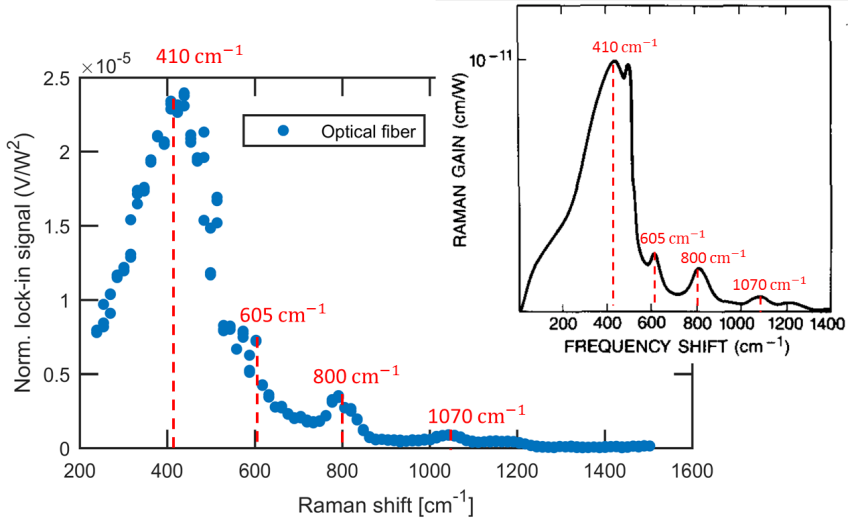 410 cm⁻¹
×10⁻⁵
2.5
2
1.5
1
0.5
0
Norm. lock-in signal (V/W²)
Optical fiber
605 cm⁻¹
800 cm⁻¹
1070 cm⁻¹
200 400 600 800 1000 1200 1400 1600
Raman shift [cm⁻¹]
10⁻¹¹
RAMAN GAIN (cm/W)
410 cm⁻¹
605 cm⁻¹
800 cm⁻¹
1070 cm⁻¹
200 400 600 800 1000 1200 1400
FREQUENCY SHIFT (cm⁻¹)